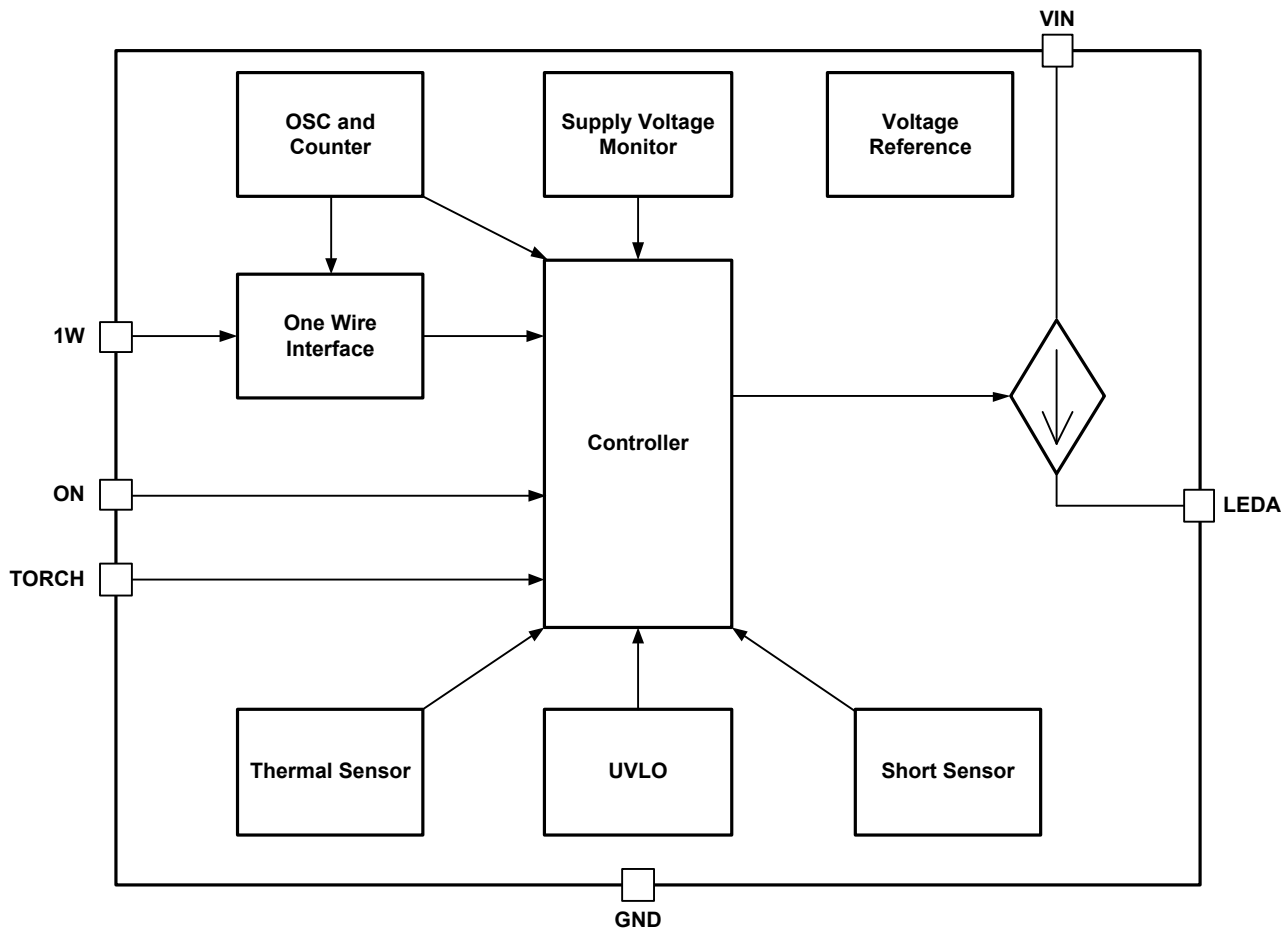 VIN
OSC and
Counter
Supply Voltage
Monitor
Voltage
Reference
1W
One Wire
Interface
Controller
ON
LEDA
TORCH
Thermal Sensor
UVLO
Short Sensor
GND